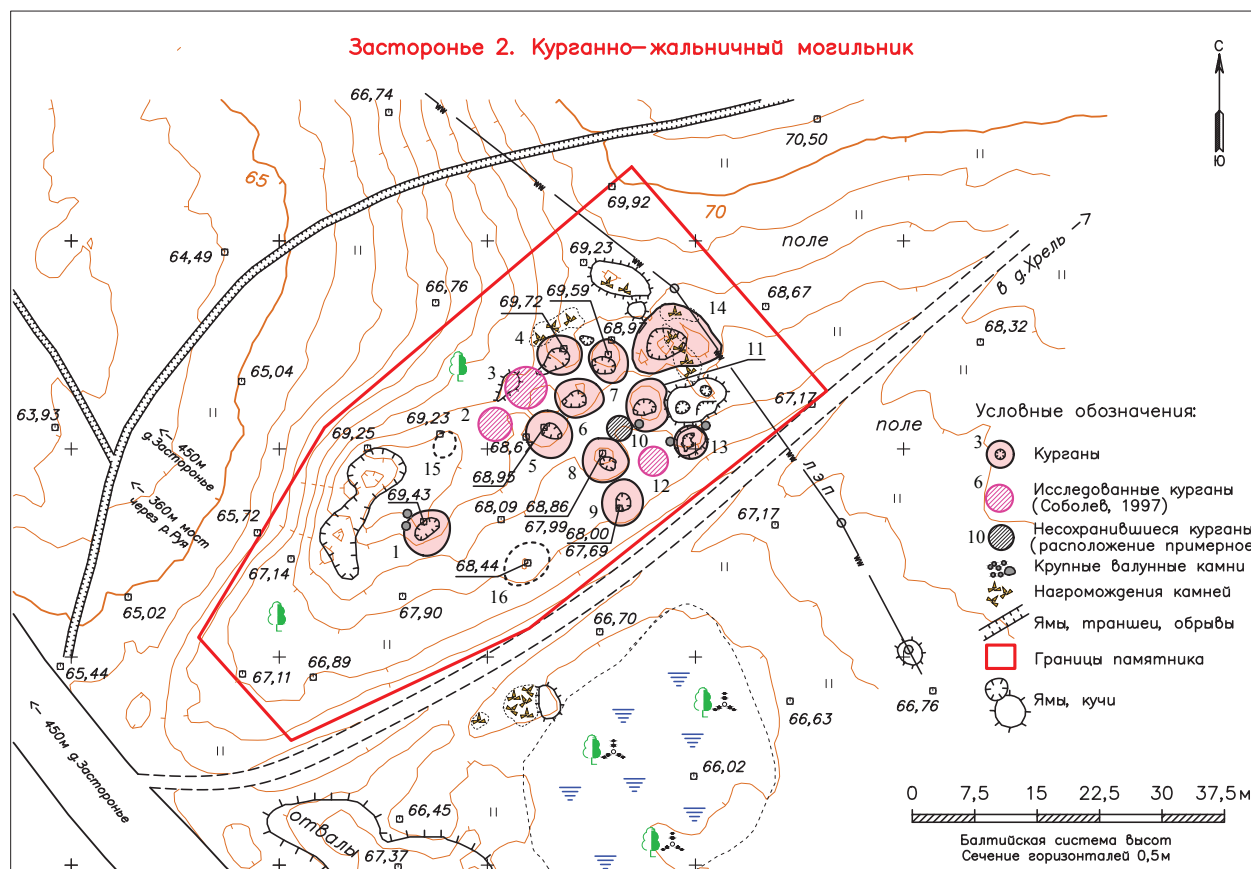 Засторонье 2. Курганно-жальничный могильник
С
Ю
66,74
70,50
65
69,92
70
поле
в д.Хрель
64,49
69,23
66,76
69,59
69,72
68,97
14
68,67
68,32
4
11
3
7
65,04
63,93
67,17
2
69,23
69,25
6
10
13
поле
Условные обозначения:
450м
д.Засторонье
15
68,6
5
8
12
3
Курганы
68,95
6
Исследованные курганы
(Соболев, 1997)
360м мост
через р.Руя
69,43
68,09
68,86
67,99
9
68,00
67,69
67,17
ЛЭП
10
Несохранившиеся курганы
(расположение примерное
65,72
1
67,14
68,44
16
67,22
Крупные валунные камни
65,02
67,90
Нагромождения камней
66,70
Ямы, траншеи, обрывы
65,44
67,11
66,89
Границы памятника
66,63
66,76
Ямы, кучи
450м д.Засторонье
66,02
66,45
отвалы
67,37
0 7,5 15 22,5 30 37,5м
Балтийская система высот
Сечение горизонталей 0,5м